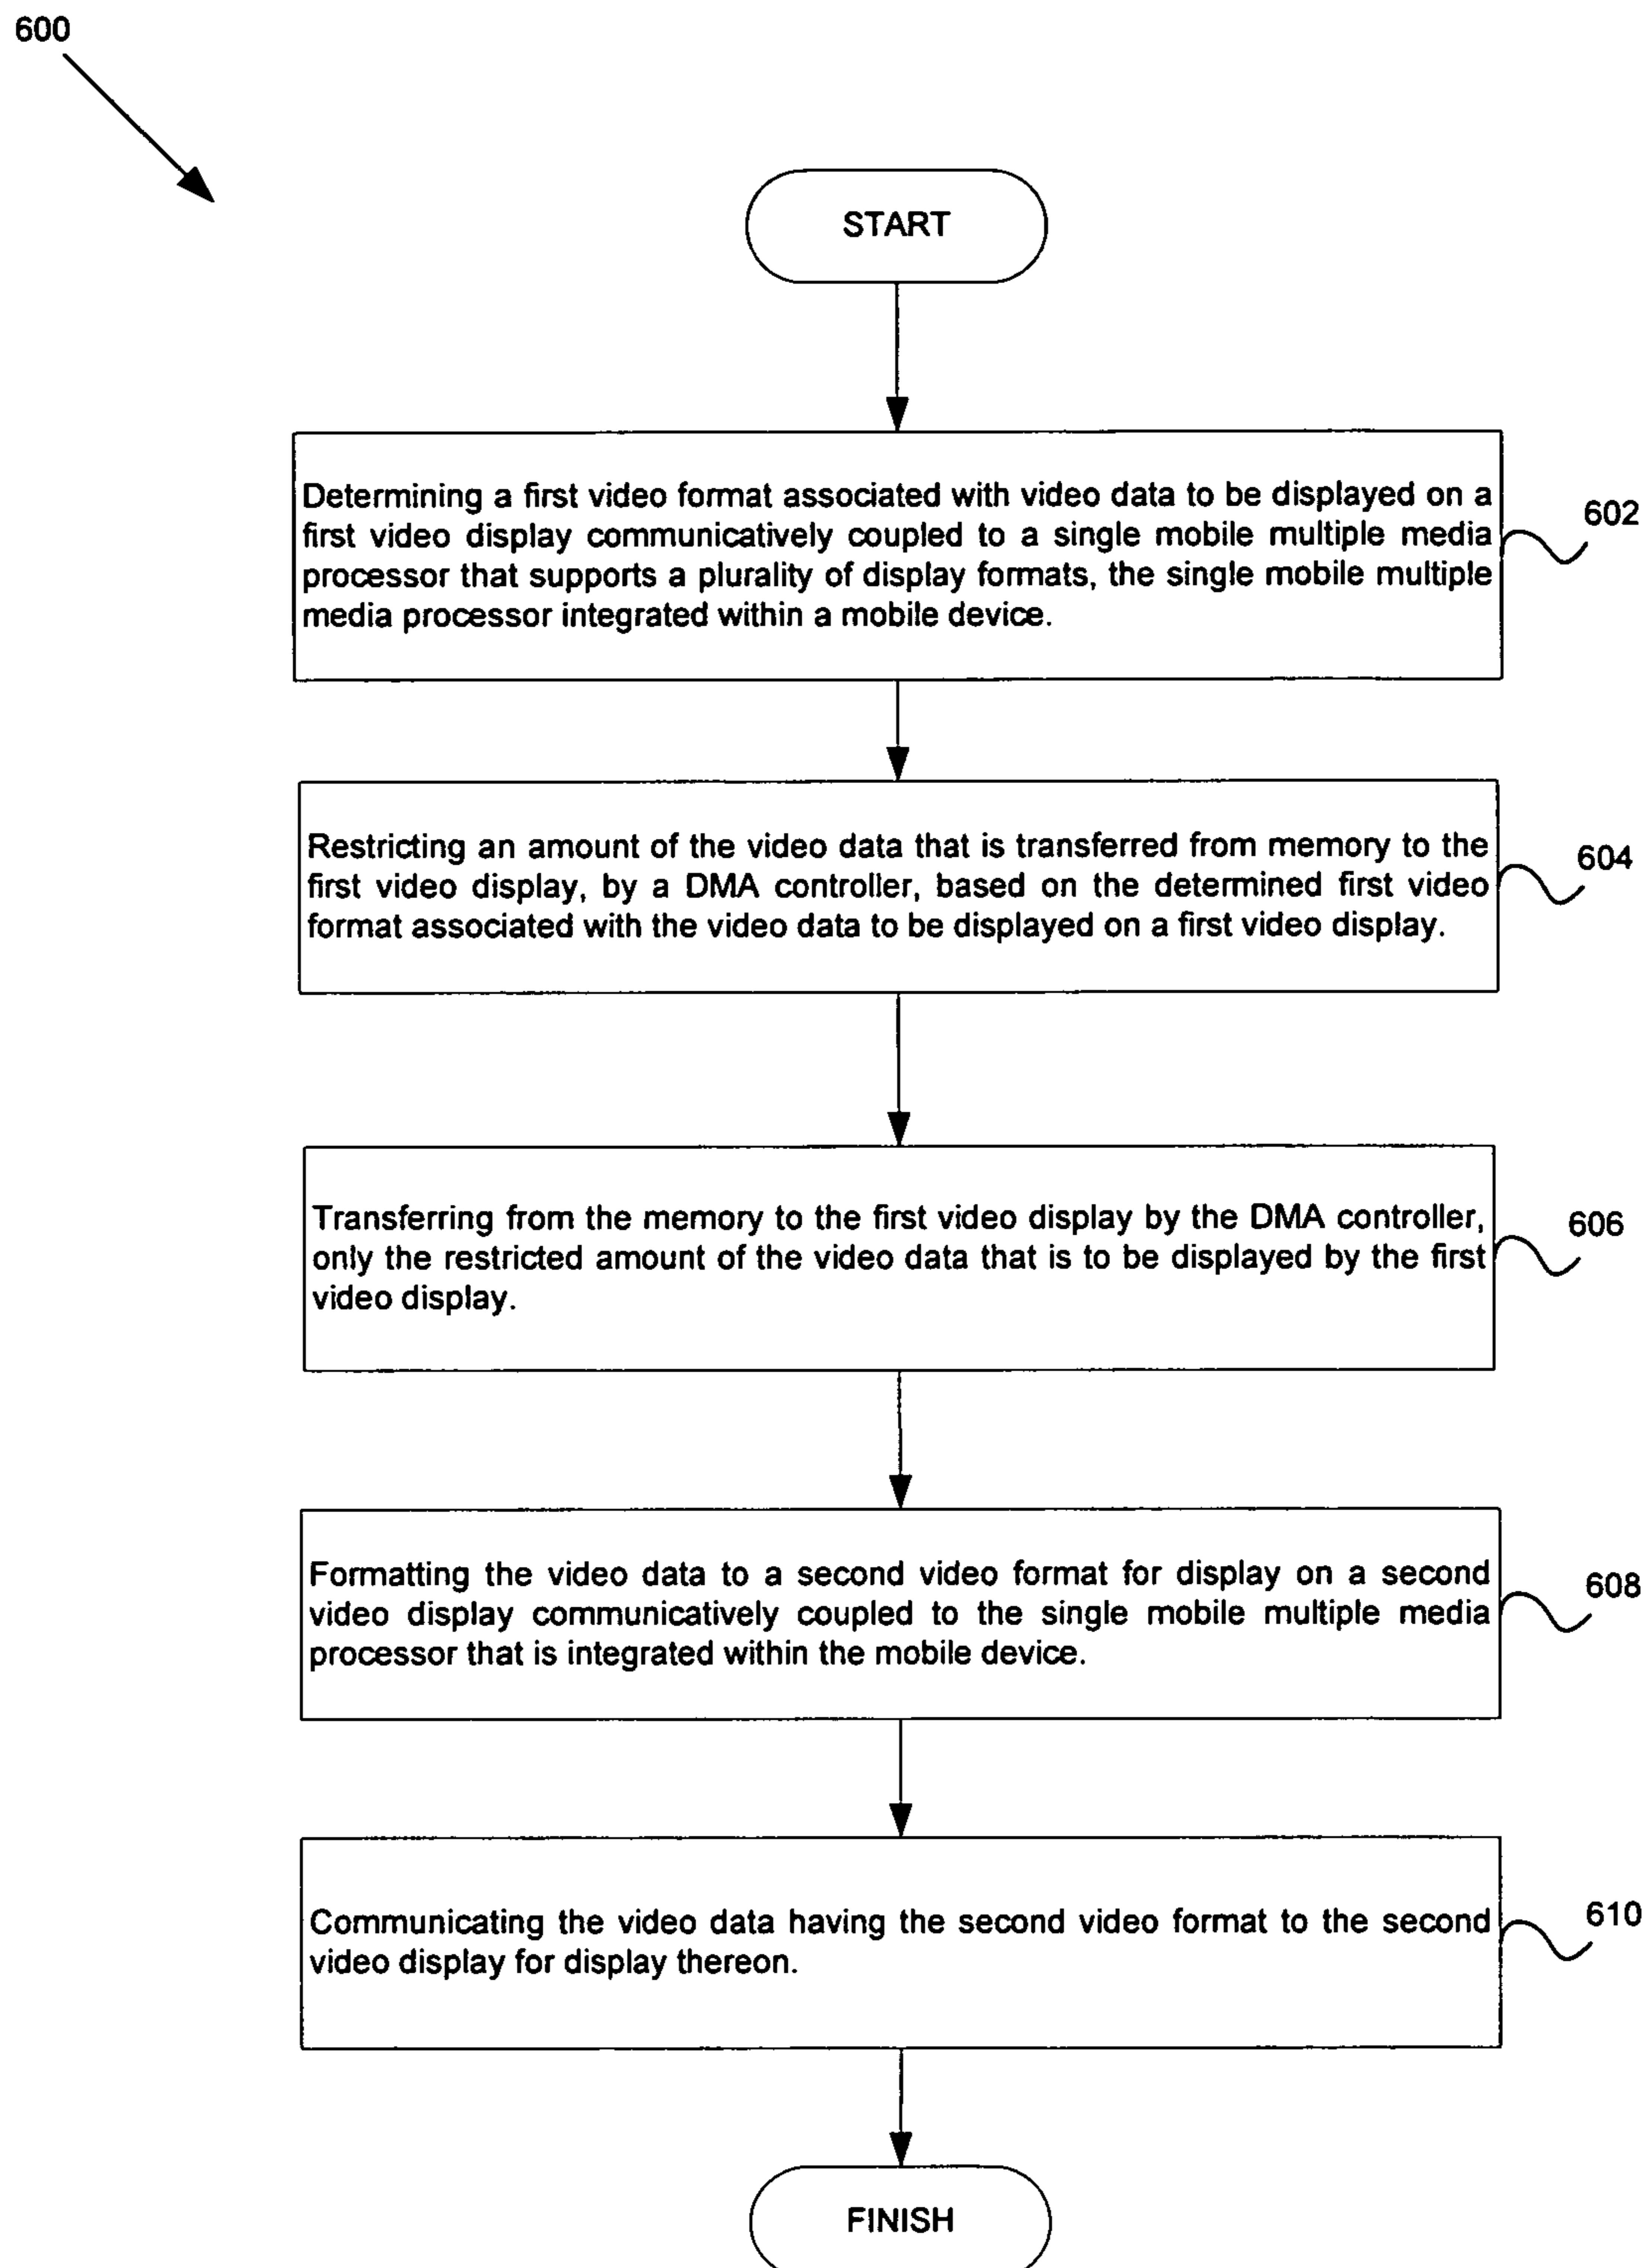 600
START
Determining a first video format associated with video data to be displayed on a
first video display communicatively coupled to a single mobile multiple media
processor that supports a plurality of display formats, the single mobile multiple
media processor integrated within a mobile device.
602
Restricting an amount of the video data that is transferred from memory to the
first video display, by a DMA controller, based on the determined first video
format associated with the video data to be displayed on a first video display.
604
Transferring from the memory to the first video display by the DMA controller,
only the restricted amount of the video data that is to be displayed by the first
video display.
606
Formatting the video data to a second video format for display on a second
video display communicatively coupled to the single mobile multiple media
processor that is integrated within the mobile device.
608
Communicating the video data having the second video format to the second
video display for display thereon.
610
FINISH